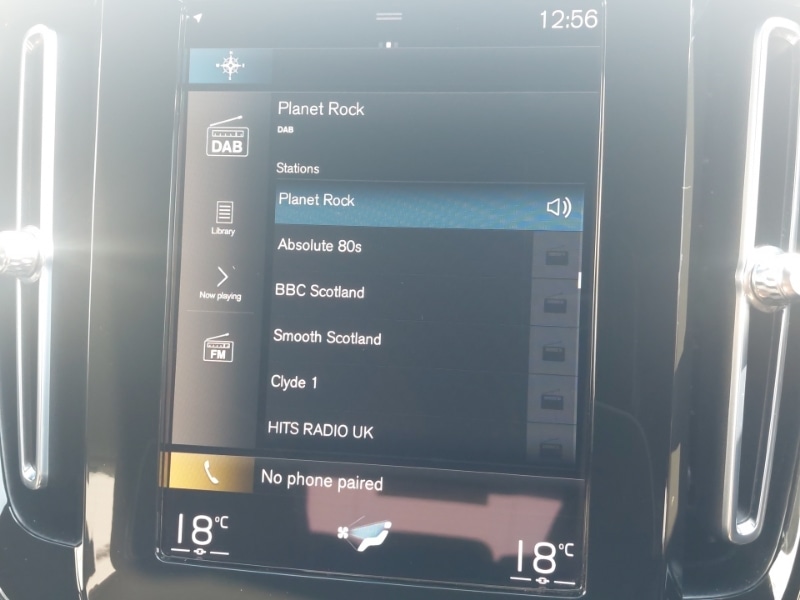 12:56
Planet Rock
DAB
DAB
Stations
Planet Rock
Library
Absolute 80s
Now playing
BBC Scotland
Smooth Scotland
FM
Clyde 1
HITS RADIO UK
No phone paired
18°C
18°C